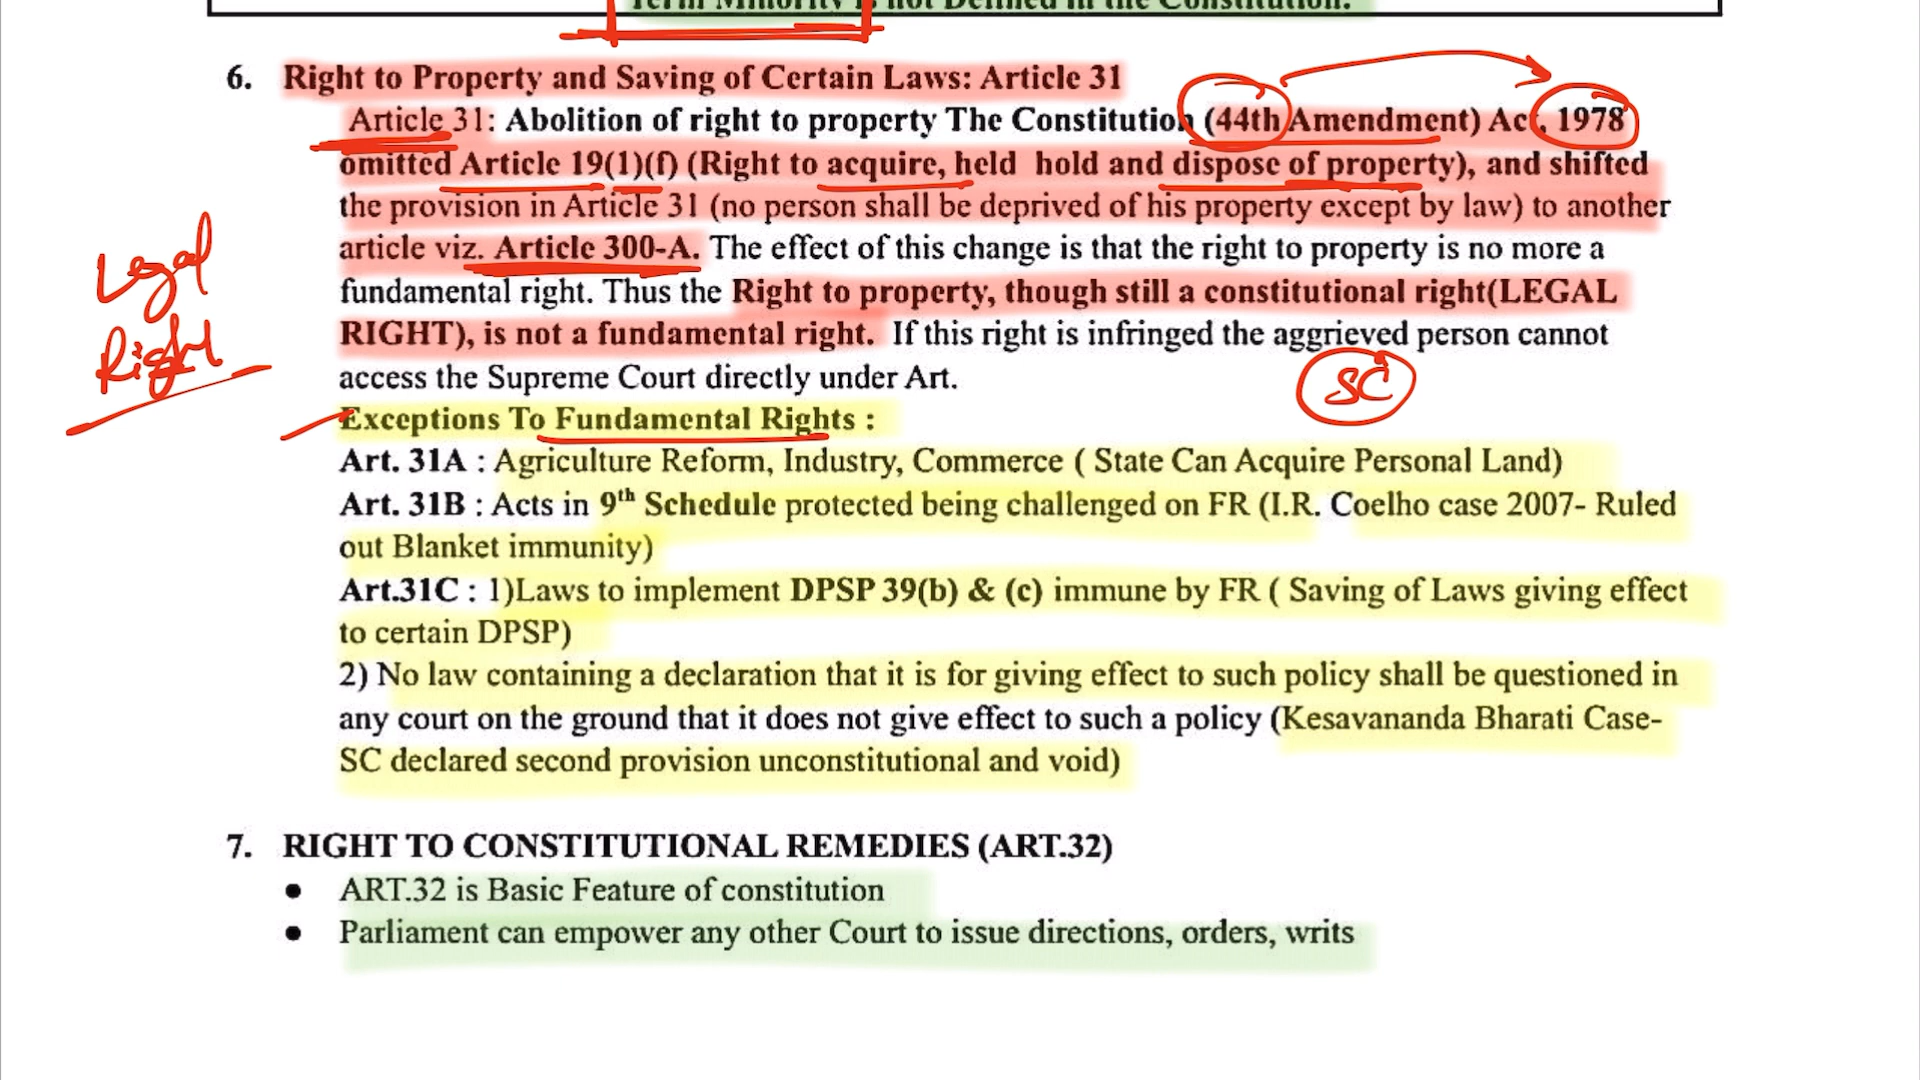 Term Minority is not Defined in the Constitution.
6. Right to Property and Saving of Certain Laws: Article 31
Article 31: Abolition of right to property The Constitution (44th Amendment) Act, 1978
omitted Article 19(1)(f) (Right to acquire, held hold and dispose of property), and shifted
the provision in Article 31 (no person shall be deprived of his property except by law) to another
article viz. Article 300-A. The effect of this change is that the right to property is no more a
fundamental right. Thus the Right to property, though still a constitutional right(LEGAL
RIGHT), is not a fundamental right. If this right is infringed the aggrieved person cannot
access the Supreme Court directly under Art.
Legal
Right
SC
Exceptions To Fundamental Rights :
Art. 31A : Agriculture Reform, Industry, Commerce ( State Can Acquire Personal Land)
Art. 31B : Acts in 9th Schedule protected being challenged on FR (I.R. Coelho case 2007- Ruled
out Blanket immunity)
Art.31C : 1)Laws to implement DPSP 39(b) & (c) immune by FR ( Saving of Laws giving effect
to certain DPSP)
2) No law containing a declaration that it is for giving effect to such policy shall be questioned in
any court on the ground that it does not give effect to such a policy (Kesavananda Bharati Case-
SC declared second provision unconstitutional and void)
7. RIGHT TO CONSTITUTIONAL REMEDIES (ART.32)
● ART.32 is Basic Feature of constitution
● Parliament can empower any other Court to issue directions, orders, writs